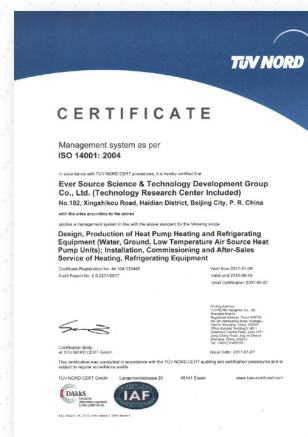 TÜV NORD
CERTIFICATE
Management system as per
ISO 14001: 2004
In accordance with TÜV NORD CERT procedures, it is hereby certified that
Ever Source Science & Technology Development Group
Co., Ltd. (Technology Research Center Included)
No.102, Xingshikou Road, Haidian District, Beijing City, P. R. China
with the sites according to the annex
applies a management system in line with the above standard for the following scope
Design, Production of Heat Pump Heating and Refrigerating
Equipment (Water, Ground, Low Temperature Air Source Heat
Pump Units); Installation, Commissioning and After-Sales
Service of Heating, Refrigerating Equipment
Certificate Registration No. 44 104
Audit Report No.
Valid from 2017-01-09
Valid until 2018-09-14
Initial Certification
Certification Body
at TÜV NORD CERT GmbH
Issue Date: 2017-01-07
This certification was conducted in accordance with the TÜV NORD CERT auditing and certification procedures and is
subject to regular surveillance audits.
TÜV NORD CERT GmbH Langemarckstrasse 20 45141 Essen www.tuev-nord-cert.com
DAkkS
Deutsche
Akkreditierungsstelle
IAF